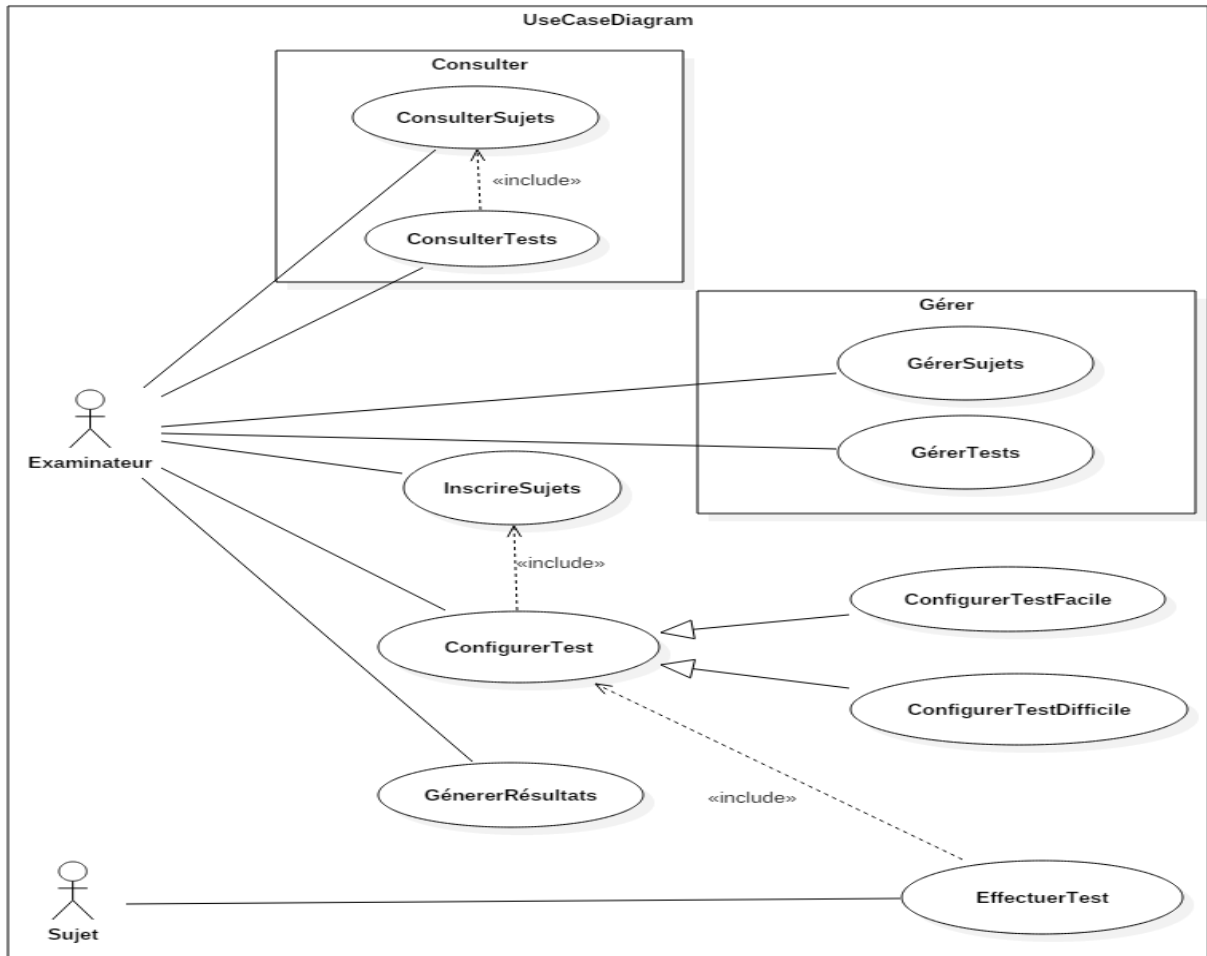 UseCaseDiagram
Consulter
ConsulterSujets
«include»
ConsulterTests
Gérer
GérerSujets
GérerTests
Examinateur
InscrireSujets
«include»
ConfigurerTestFacile
ConfigurerTest
ConfigurerTestDifficile
GénererRésultats
«include»
EffectuerTest
Sujet